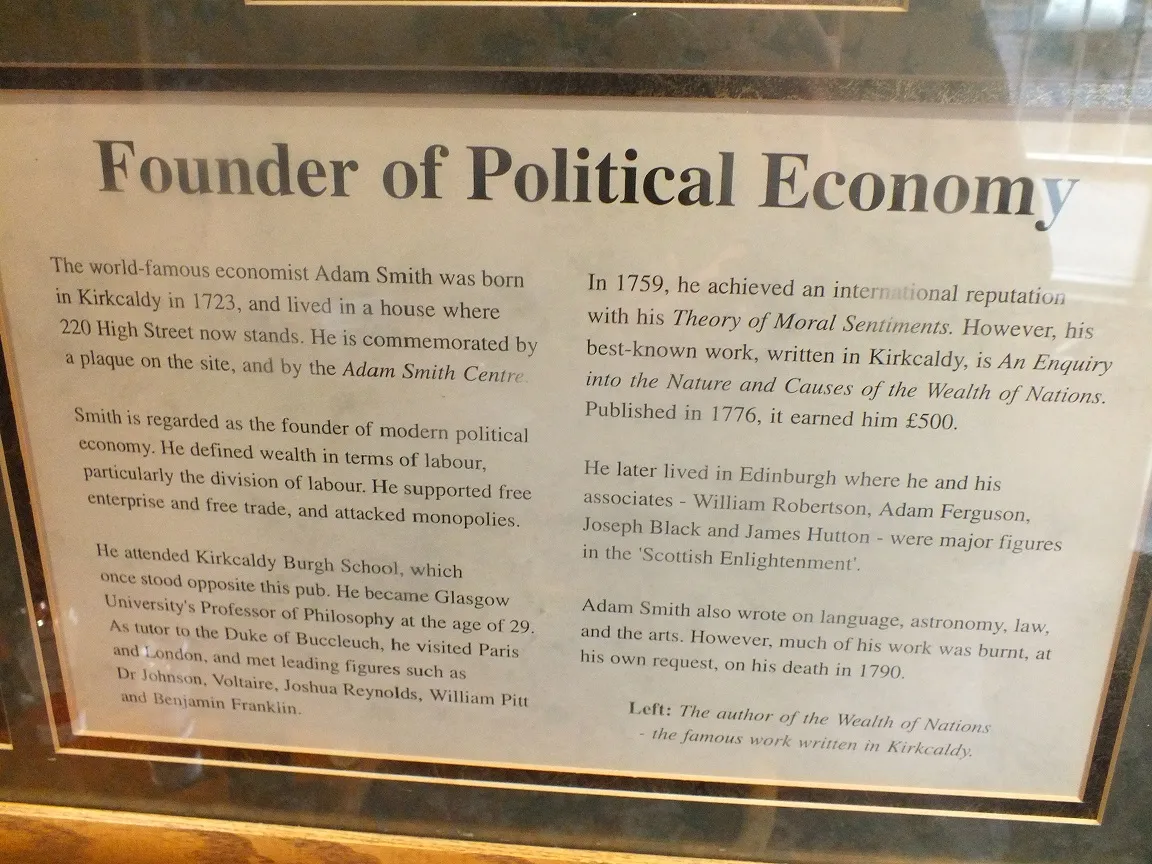 Founder of Political Economy
The world-famous economist Adam Smith was born
in Kirkcaldy in 1723, and lived in a house where
220 High Street now stands. He is commemorated by
a plaque on the site, and by the Adam Smith Centre.
Smith is regarded as the founder of modern political
economy. He defined wealth in terms of labour,
particularly the division of labour. He supported free
enterprise and free trade, and attacked monopolies.
He attended Kirkcaldy Burgh School, which
once stood opposite this pub. He became Glasgow
University's Professor of Philosophy at the age of 29.
As tutor to the Duke of Buccleuch, he visited Paris
and London, and met leading figures such as
Dr Johnson, Voltaire, Joshua Reynolds, William Pitt
and Benjamin Franklin.
In 1759, he achieved an international reputation
with his Theory of Moral Sentiments. However, his
best-known work, written in Kirkcaldy, is An Enquiry
into the Nature and Causes of the Wealth of Nations.
Published in 1776, it earned him £500.
He later lived in Edinburgh where he and his
associates - William Robertson, Adam Ferguson,
Joseph Black and James Hutton - were major figures
in the 'Scottish Enlightenment'.
Adam Smith also wrote on language, astronomy, law,
and the arts. However, much of his work was burnt, at
his own request, on his death in 1790.
Left: The author of the Wealth of Nations
- the famous work written in Kirkcaldy.